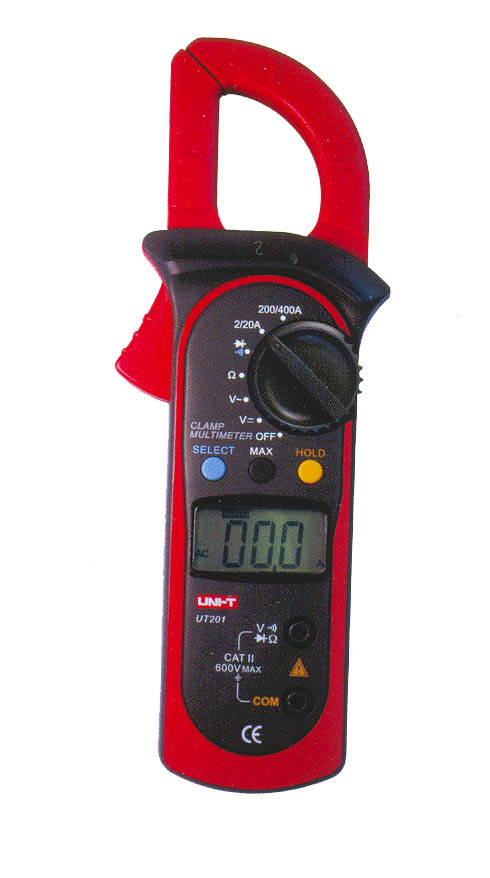 2
200/400A
2/20A
Ω
V~
V⎓
CLAMP
MULTIMETER OFF
SELECT MAX HOLD
AUTO
AC 00.0 A
UNI-T
UT201
V
Ω
CAT II
600V MAX
COM
CE